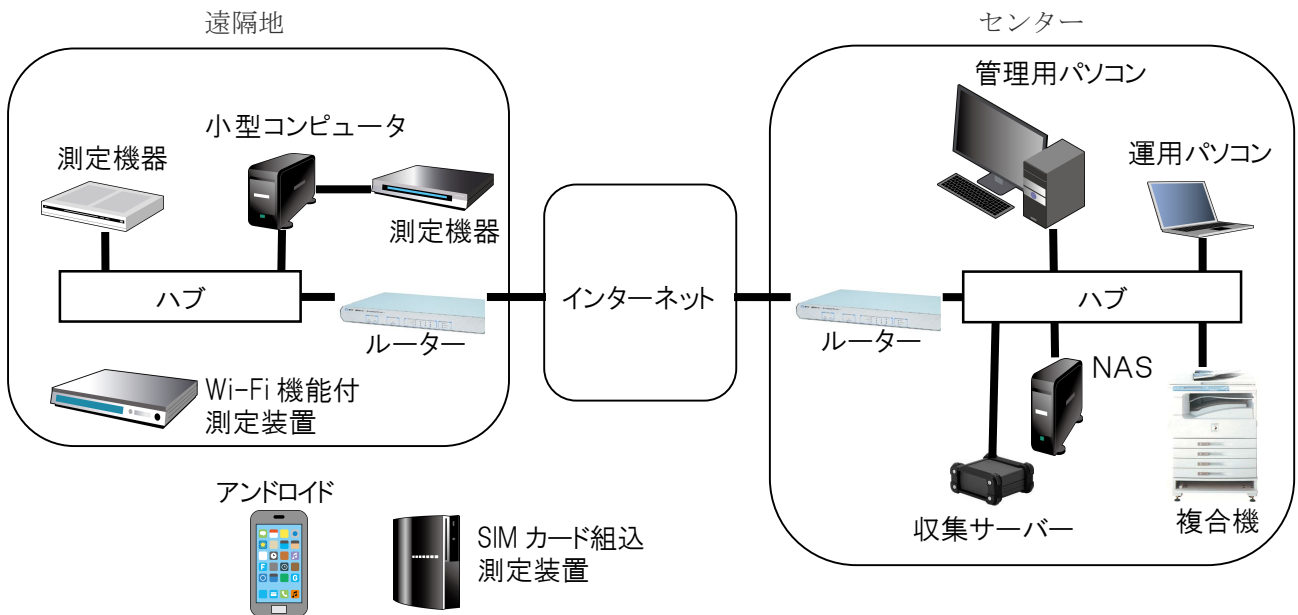 遠隔地
センター
管理用パソコン
小型コンピュータ
測定機器
運用パソコン
測定機器
ハブ
インターネット
ハブ
ルーター
ルーター
NAS
Wi-Fi 機能付
測定装置
アンドロイド
SIM カード組込
測定装置
収集サーバー
複合機